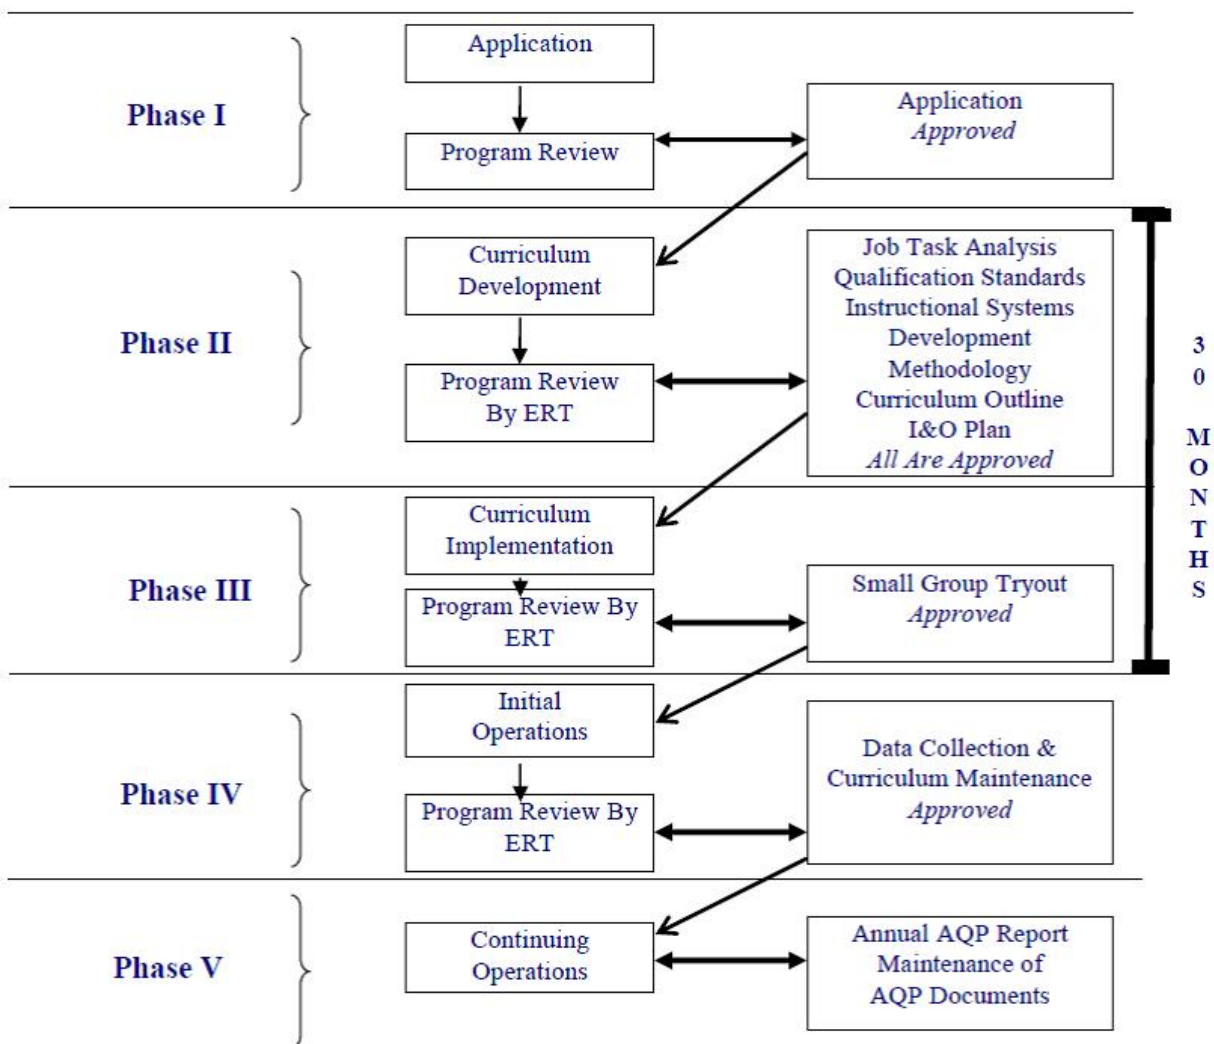 Phase I
Application
Program Review
Application
Approved
Phase II
Curriculum
Development
Program Review
By ERT
Job Task Analysis
Qualification Standards
Instructional Systems
Development
Methodology
Curriculum Outline
I&O Plan
All Are Approved
Phase III
Curriculum
Implementation
Program Review By
ERT
Small Group Tryout
Approved
30 MONTHS
Phase IV
Initial
Operations
Program Review By
ERT
Data Collection &
Curriculum Maintenance
Approved
Phase V
Continuing
Operations
Annual AQP Report
Maintenance of
AQP Documents